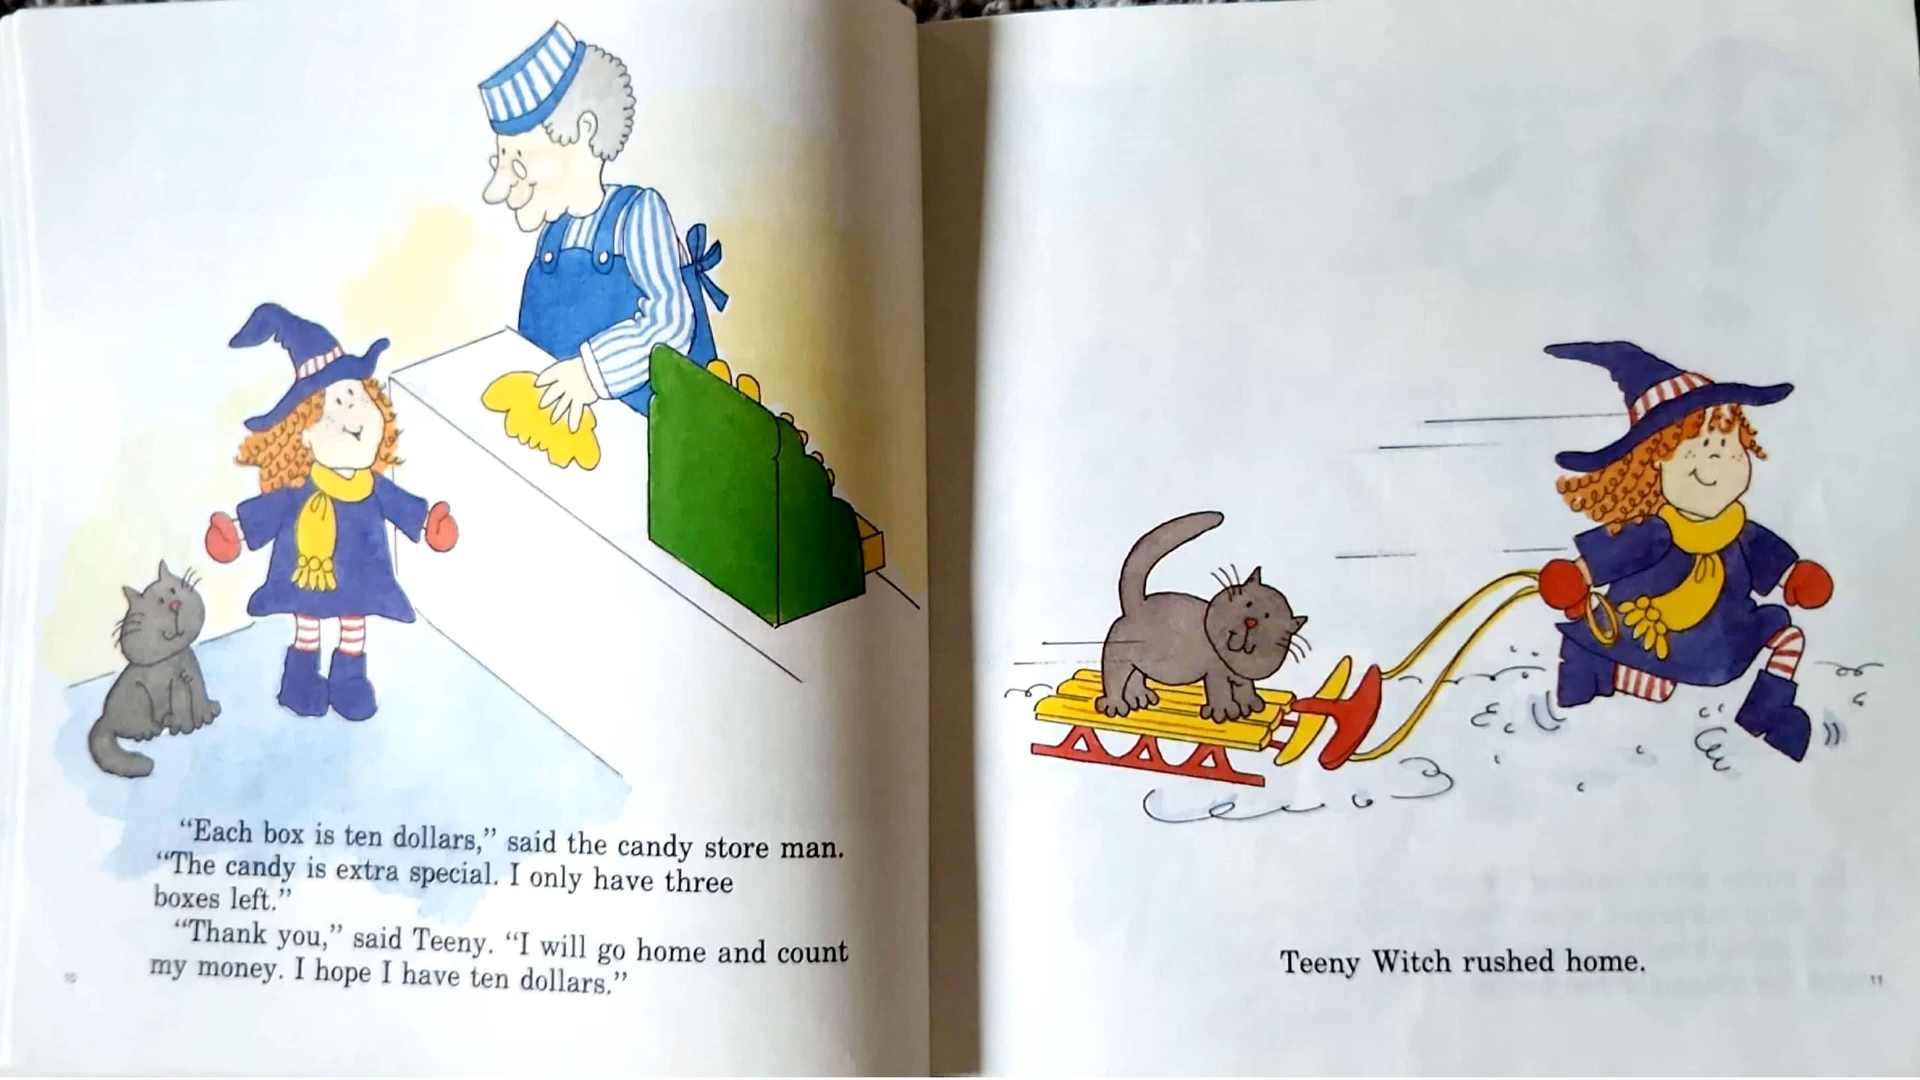 “Each box is ten dollars,” said the candy store man.
“The candy is extra special. I only have three
boxes left.”
“Thank you,” said Teeny. “I will go home and count
my money. I hope I have ten dollars.”
10
Teeny Witch rushed home.
11